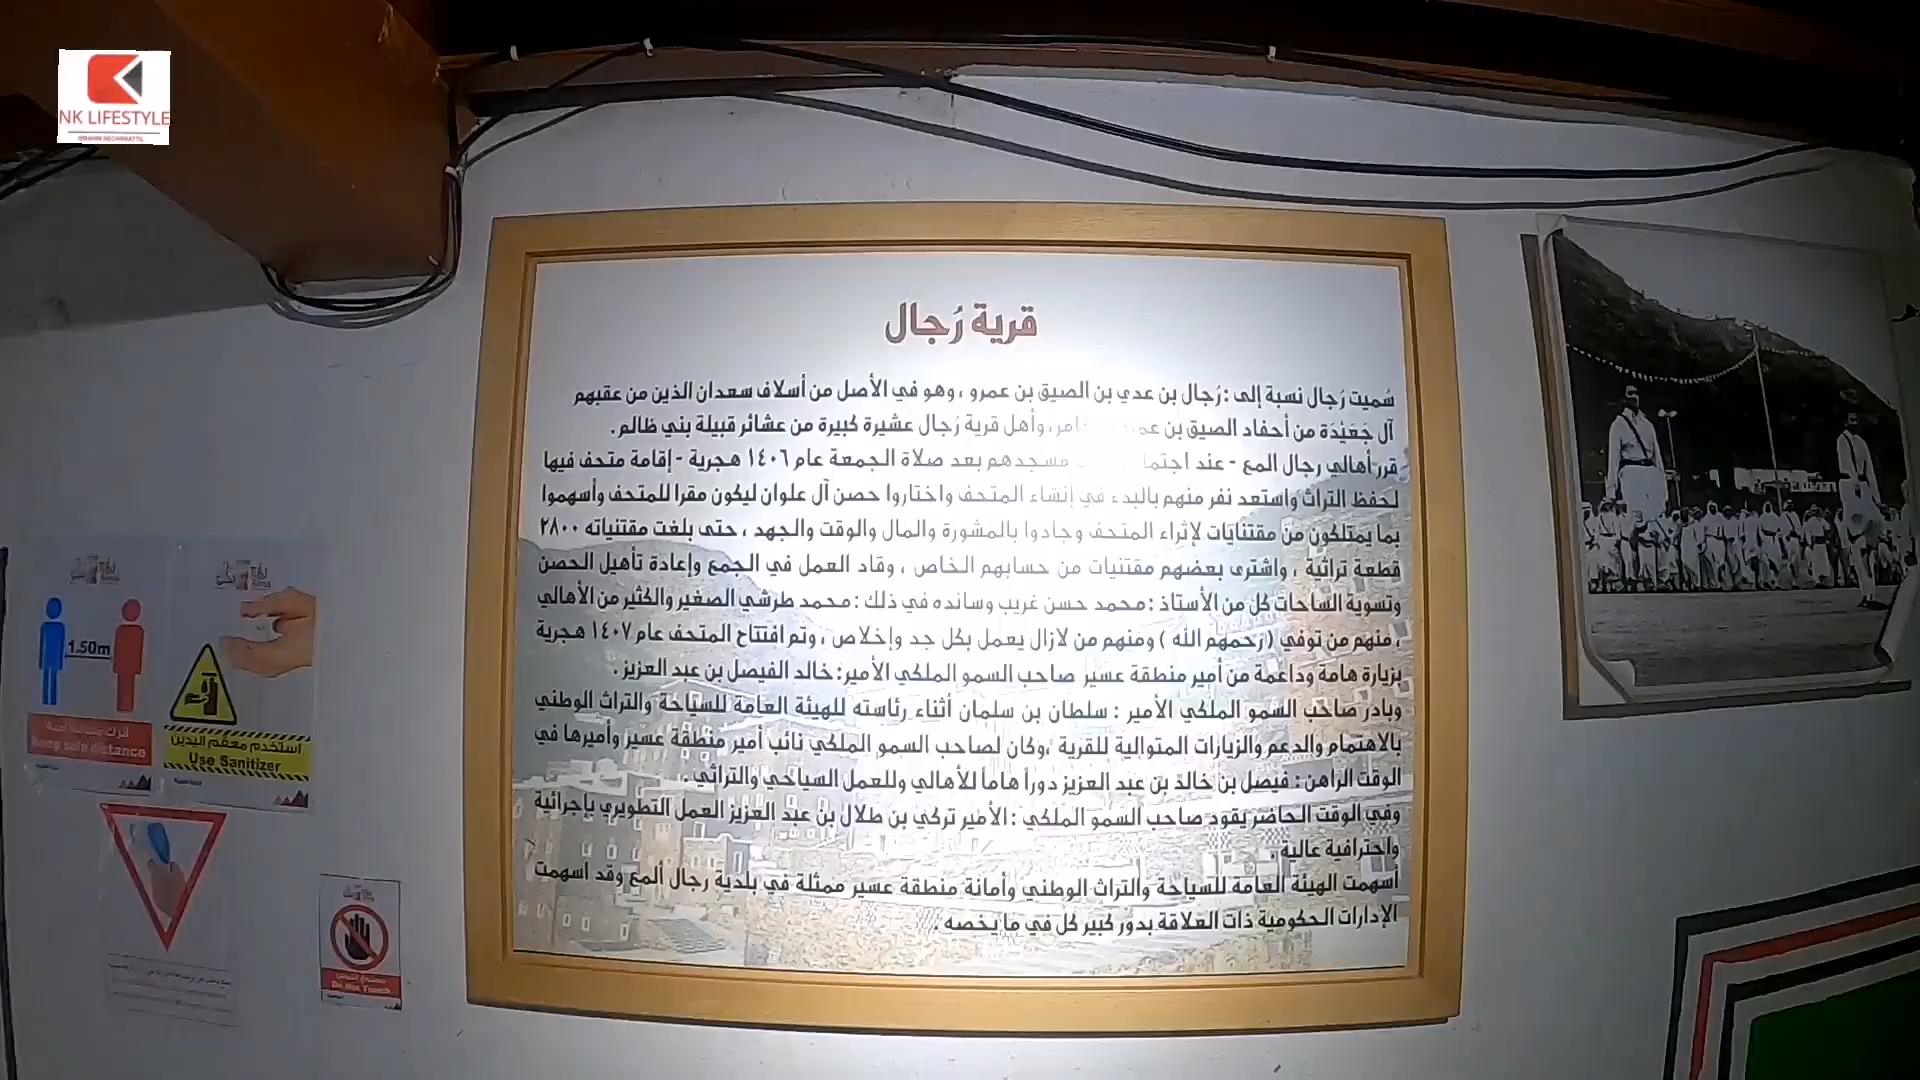 NK LIFESTYLE
قرية رُجال
سُميت رُجال نسبة إلى : رُجال بن عدي بن الصيق بن عمرو ، وهو في الأصل من أسلاف سعدان الذين من عقبهم
آل جَعَيْدَة من أحفاد الصيق بن عامر، وأهل قرية رُجال عشيرة كبيرة من عشائر قبيلة بني ظالم .
قرر أهالي رجال المع - عند مسجدهم بعد صلاة الجمعة عام ١٤٠٦ هجرية - إقامة متحف فيها
لحفظ التراث واستعد نفر منهم بالبدء في إنشاء المتحف واختاروا حصن آل علوان ليكون مقرا للمتحف وأسهموا
بما يمتلكون من مقتنايات لإثراء المتحف وجادوا بالمشورة والمال والوقت والجهد ، حتى بلغت مقتنياته ٢٨٠٠
قطعة تراثية ، واشترى بعضهم مقتنيات من حسابهم الخاص ، وقاد العمل في الجمع وإعادة تأهيل الحصن
وتسوية الساحات كل من الأستاذ : محمد حسن غريب وسانده في ذلك : محمد طرشي الصغير والكثير من الأهالي
، منهم من توفي ( رحمهم الله ) ومنهم من لازال يعمل بكل جد وإخلاص ، وتم افتتاح المتحف عام ١٤٠٧ هجرية
بزيارة هامة وداعمة من أمير منطقة عسير صاحب السمو الملكي الأمير: خالد الفيصل بن عبد العزيز .
وبادر صاحب السمو الملكي الأمير : سلطان بن سلمان أثناء رئاسته للهيئة العامة للسياحة والتراث الوطني
بالاهتمام والدعم والزيارات المتوالية للقرية ،وكان لصاحب السمو الملكي نائب أمير منطقة عسير وأميرها في
الوقت الراهن : فيصل بن خالد بن عبد العزيز دوراً هاماً للأهالي وللعمل السياحي والتراثي .
وفي الوقت الحاضر يقود صاحب السمو الملكي : الأمير تركي بن طلال بن عبد العزيز العمل التطويري بإجرائية
واحترافية عالية .
أسهمت الهيئة العامة للسياحة والتراث الوطني وأمانة منطقة عسير ممثلة في بلدية رجال ألمع وقد أسهمت
الإدارات الحكومية ذات العلاقة بدور كبير كل في ما يخصه .
1.50m
Keep safe distance
استخدم معقم اليدين
Use Sanitizer
Do Not Touch